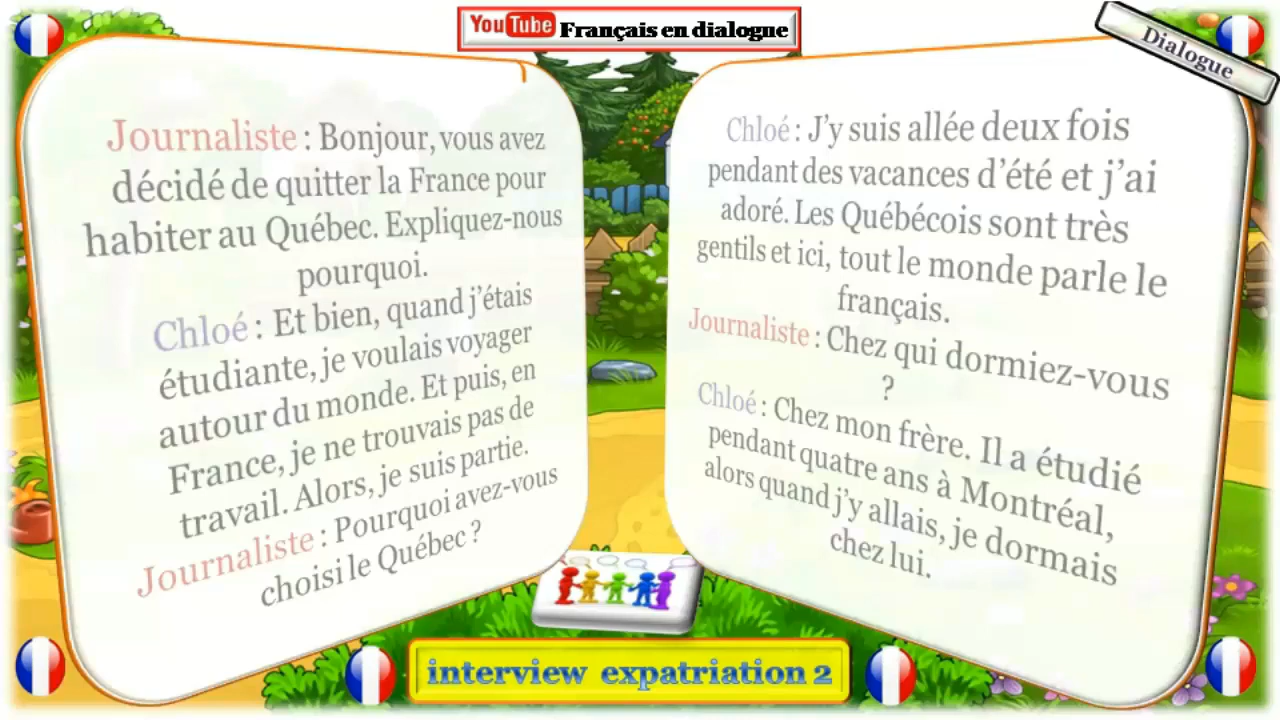 YouTube Français en dialogue
Dialogue
Journaliste : Bonjour, vous avez
décidé de quitter la France pour
habiter au Québec. Expliquez-nous
pourquoi.
Chloé : Et bien, quand j'étais
étudiante, je voulais voyager
autour du monde. Et puis, en
France, je ne trouvais pas de
travail. Alors, je suis partie.
Journaliste : Pourquoi avez-vous
choisi le Québec ?
Chloé : J'y suis allée deux fois
pendant des vacances d'été et j'ai
adoré. Les Québécois sont très
gentils et ici, tout le monde parle le
français.
Journaliste : Chez qui dormiez-vous
?
Chloé : Chez mon frère. Il a étudié
pendant quatre ans à Montréal,
alors quand j'y allais, je dormais
chez lui.
interview expatriation 2